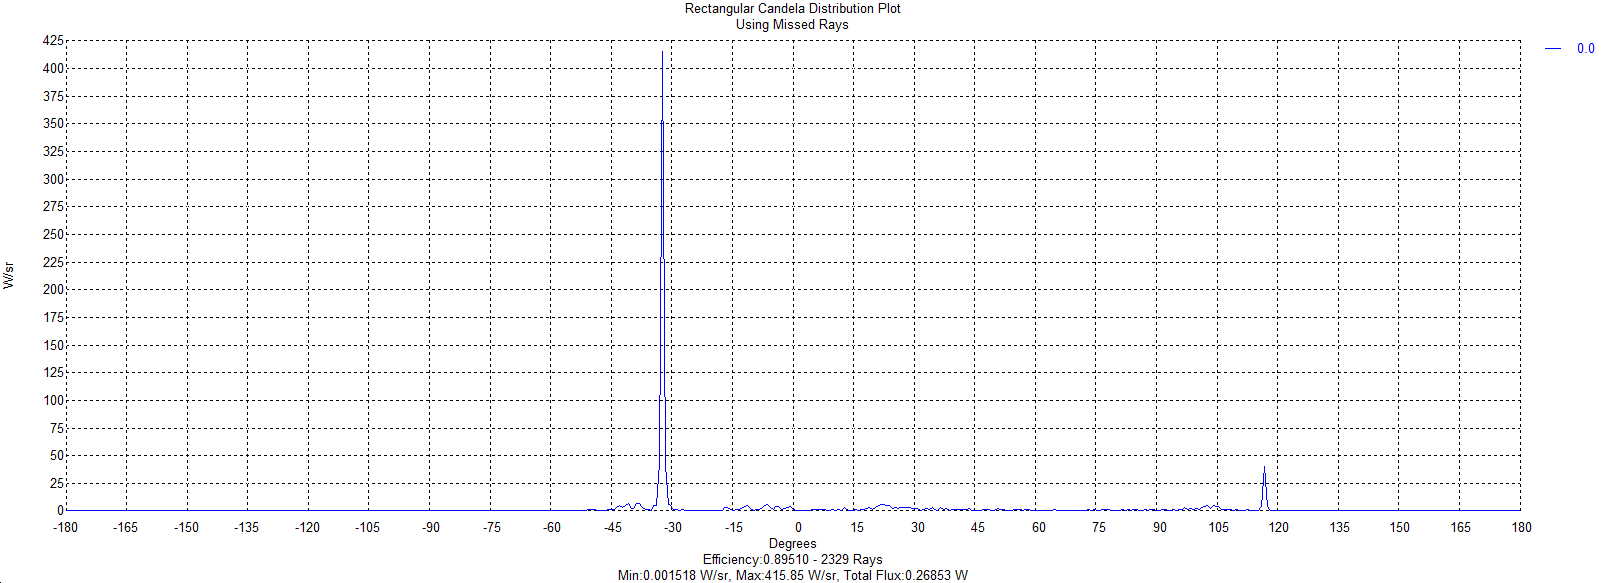 Rectangular Candela Distribution Plot
Using Missed Rays
0.0
425
400
375
350
325
300
275
250
225
200
175
150
125
100
75
50
25
0
W/sr
-180 -165 -150 -135 -120 -105 -90 -75 -60 -45 -30 -15 0 15 30 45 60 75 90 105 120 135 150 165 180
Degrees
Efficiency:0.89510 - 2329 Rays
Min:0.001518 W/sr, Max:415.85 W/sr, Total Flux:0.26853 W